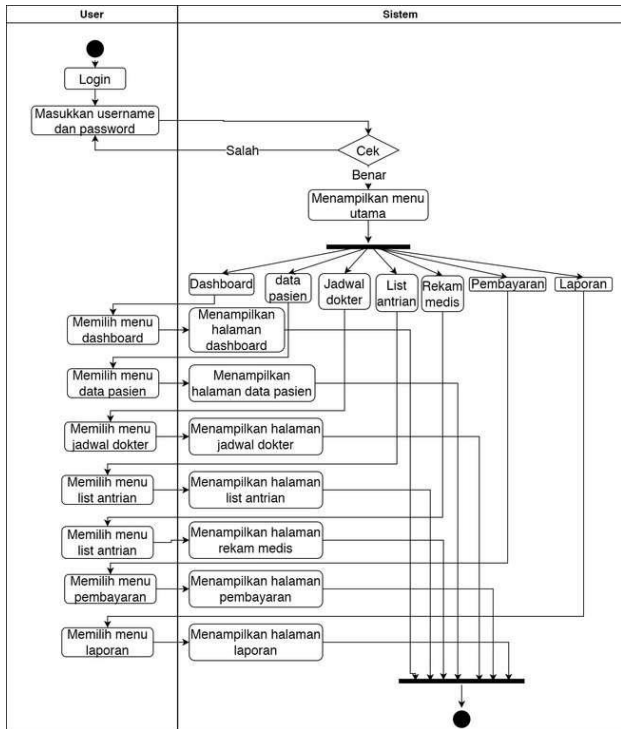 User
Sistem
Login
Masukkan username
dan password
Salah
Cek
Benar
Menampilkan menu
utama
Dashboard
data
pasien
Jadwal
dokter
List
antrian
Rekam
medis
Pembayaran
Laporan
Memilih menu
dashboard
Menampilkan
halaman
dashboard
Memilih menu
data pasien
Menampilkan
halaman data pasien
Memilih menu
jadwal dokter
Menampilkan halaman
jadwal dokter
Memilih menu
list antrian
Menampilkan halaman
list antrian
Memilih menu
list antrian
Menampilkan halaman
rekam medis
Memilih menu
pembayaran
Menampilkan halaman
pembayaran
Memilih menu
laporan
Menampilkan halaman
laporan